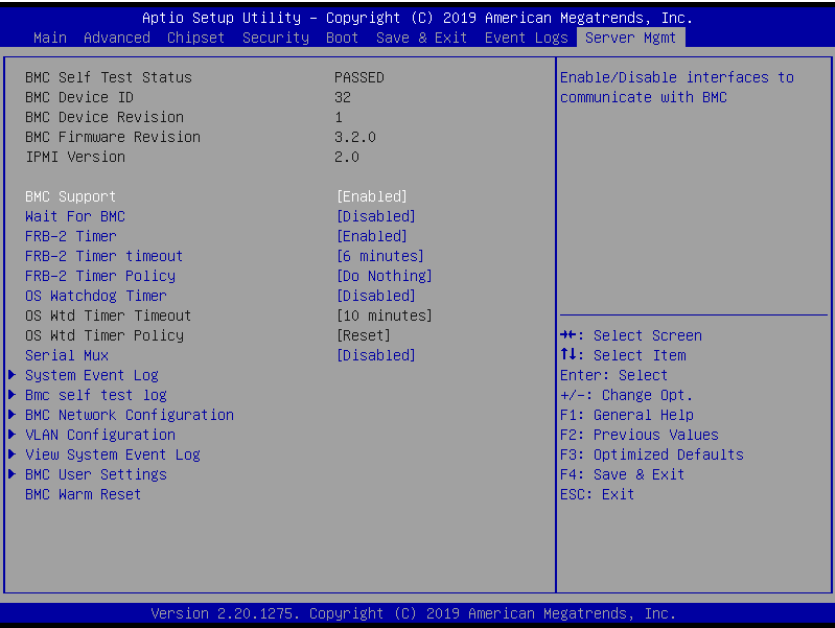 Aptio Setup Utility – Copyright (C) 2019 American Megatrends, Inc.
Main Advanced Chipset Security Boot Save & Exit Event Logs Server Mgmt
BMC Self Test Status PASSED
BMC Device ID 32
BMC Device Revision 1
BMC Firmware Revision 3.2.0
IPMI Version 2.0
BMC Support [Enabled]
Wait For BMC [Disabled]
FRB-2 Timer [Enabled]
FRB-2 Timer timeout [6 minutes]
FRB-2 Timer Policy [Do Nothing]
OS Watchdog Timer [Disabled]
OS Wtd Timer Timeout [10 minutes]
OS Wtd Timer Policy [Reset]
Serial Mux [Disabled]
System Event Log
Bmc self test log
BMC Network Configuration
VLAN Configuration
View System Event Log
BMC User Settings
BMC Warm Reset
Enable/Disable interfaces to
communicate with BMC
→←: Select Screen
↑↓: Select Item
Enter: Select
+/-: Change Opt.
F1: General Help
F2: Previous Values
F3: Optimized Defaults
F4: Save & Exit
ESC: Exit
Version 2.20.1275. Copyright (C) 2019 American Megatrends, Inc.